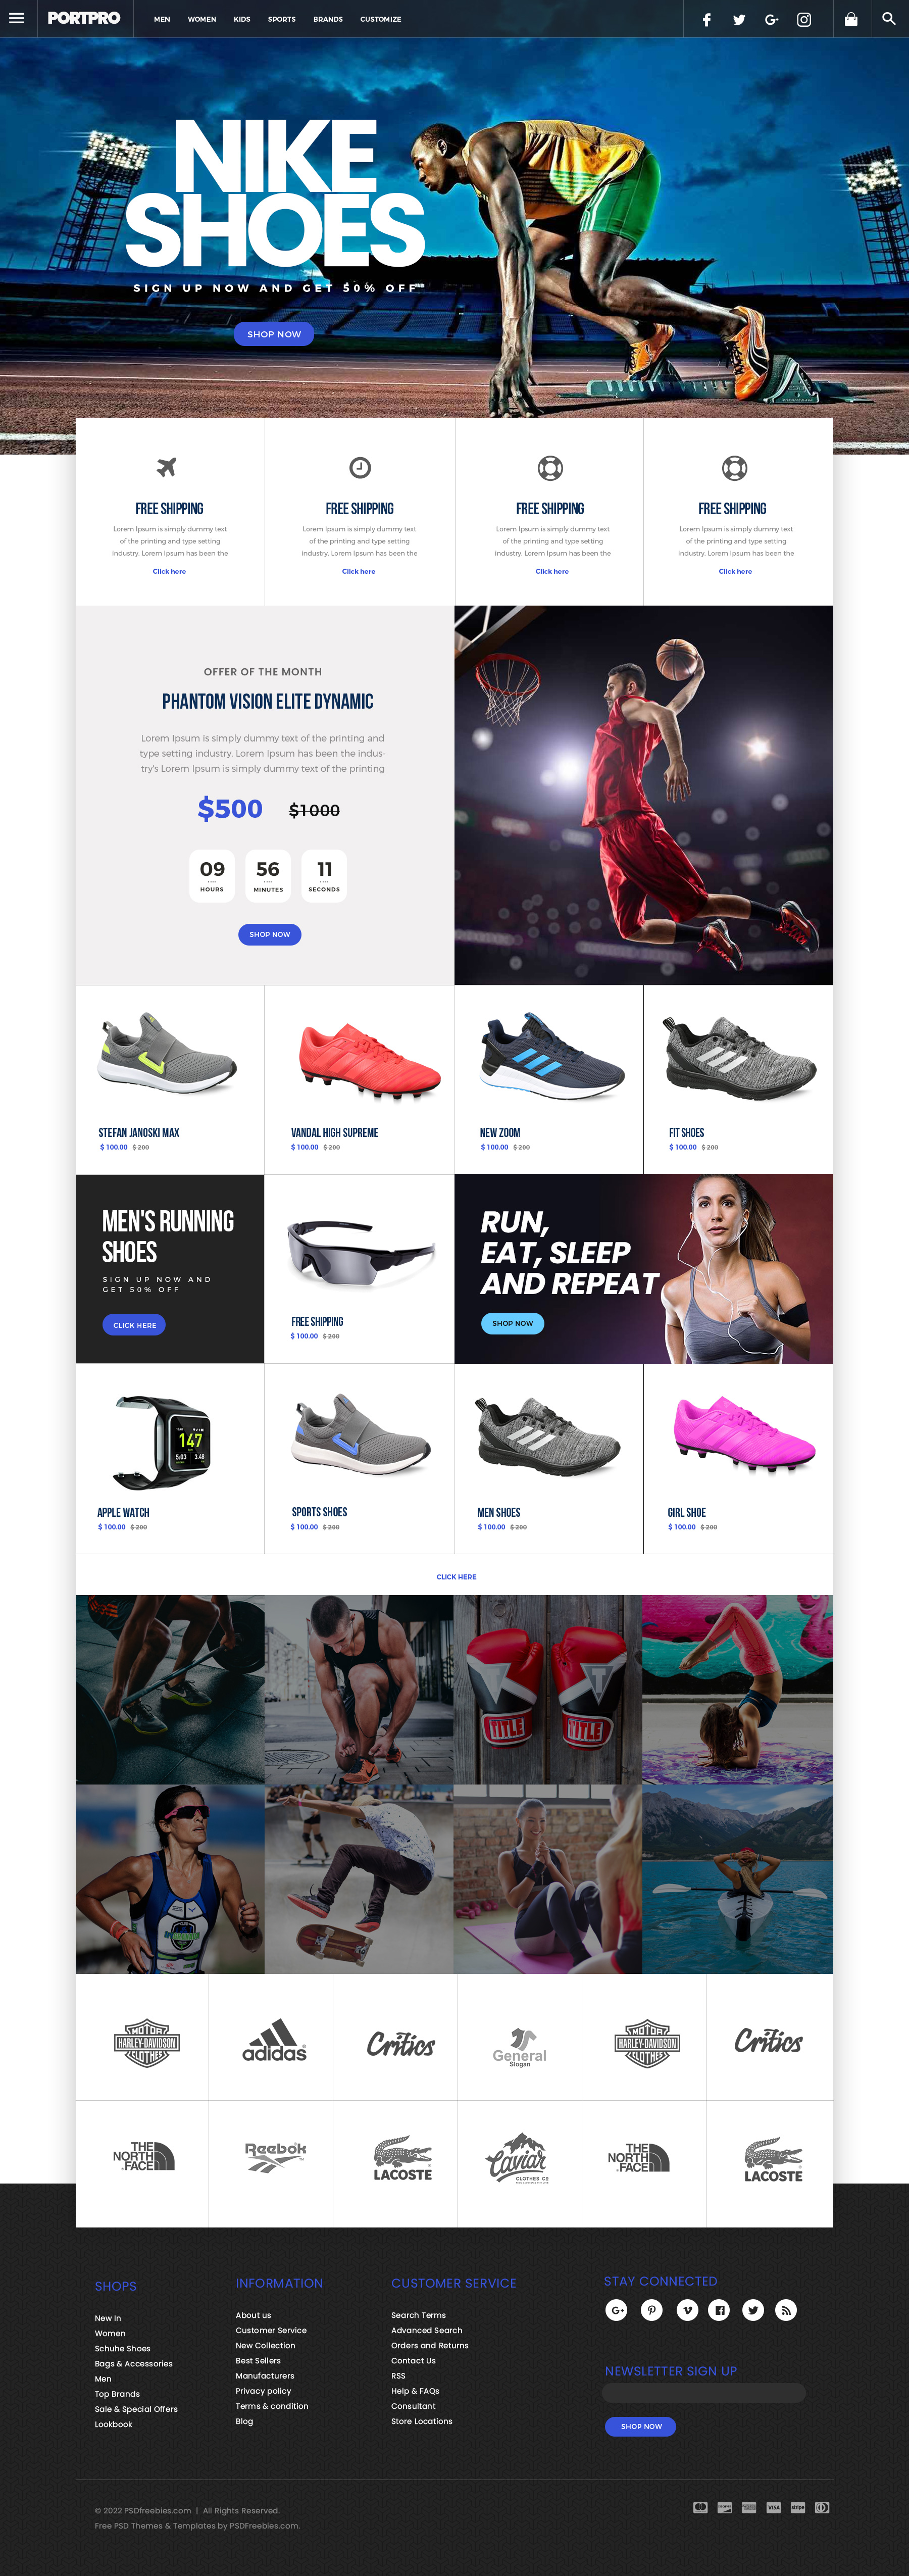 PORTPRO
MEN WOMEN KIDS SPORTS BRANDS CUSTOMIZE
NIKE
SHOES
SIGN UP NOW AND GET 50% OFF
SHOP NOW
FREE SHIPPING
Lorem Ipsum is simply dummy text
of the printing and type setting
industry. Lorem Ipsum has been the
Click here
FREE SHIPPING
Lorem Ipsum is simply dummy text
of the printing and type setting
industry. Lorem Ipsum has been the
Click here
FREE SHIPPING
Lorem Ipsum is simply dummy text
of the printing and type setting
industry. Lorem Ipsum has been the
Click here
FREE SHIPPING
Lorem Ipsum is simply dummy text
of the printing and type setting
industry. Lorem Ipsum has been the
Click here
OFFER OF THE MONTH
PHANTOM VISION ELITE DYNAMIC
Lorem Ipsum is simply dummy text of the printing and
type setting industry. Lorem Ipsum has been the indus-
try's Lorem Ipsum is simply dummy text of the printing
$500 $1000
09 56 11
HOURS MINUTES SECONDS
SHOP NOW
STEFAN JANOSKI MAX
$ 100.00 $ 200
VANDAL HIGH SUPREME
$ 100.00 $ 200
NEW ZOOM
$ 100.00 $ 200
FIT SHOES
$ 100.00 $ 200
MEN'S RUNNING
SHOES
SIGN UP NOW AND
GET 50% OFF
CLICK HERE
FREE SHIPPING
$ 100.00 $ 200
RUN,
EAT, SLEEP
AND REPEAT
SHOP NOW
147
5:03 3.48
APPLE WATCH
$ 100.00 $ 200
SPORTS SHOES
$ 100.00 $ 200
MEN SHOES
$ 100.00 $ 200
GIRL SHOE
$ 100.00 $ 200
CLICK HERE
TITLE TITLE
MOTOR
HARLEY-DAVIDSON
CLOTHES
adidas
Critics
General
Slogan
MOTOR
HARLEY-DAVIDSON
CLOTHES
Critics
THE
NORTH
FACE
Reebok
LACOSTE
Caviar
CLOTHES CO
THE
NORTH
FACE
LACOSTE
SHOPS
New In
Women
Schuhe Shoes
Bags & Accessories
Men
Top Brands
Sale & Special Offers
Lookbook
INFORMATION
About us
Customer Service
New Collection
Best Sellers
Manufacturers
Privacy policy
Terms & condition
Blog
CUSTOMER SERVICE
Search Terms
Advanced Search
Orders and Returns
Contact Us
RSS
Help & FAQs
Consultant
Store Locations
STAY CONNECTED
NEWSLETTER SIGN UP
SHOP NOW
© 2022 PSDfreebies.com | All Rights Reserved.
Free PSD Themes & Templates by PSDFreebies.com.
VISA
stripe